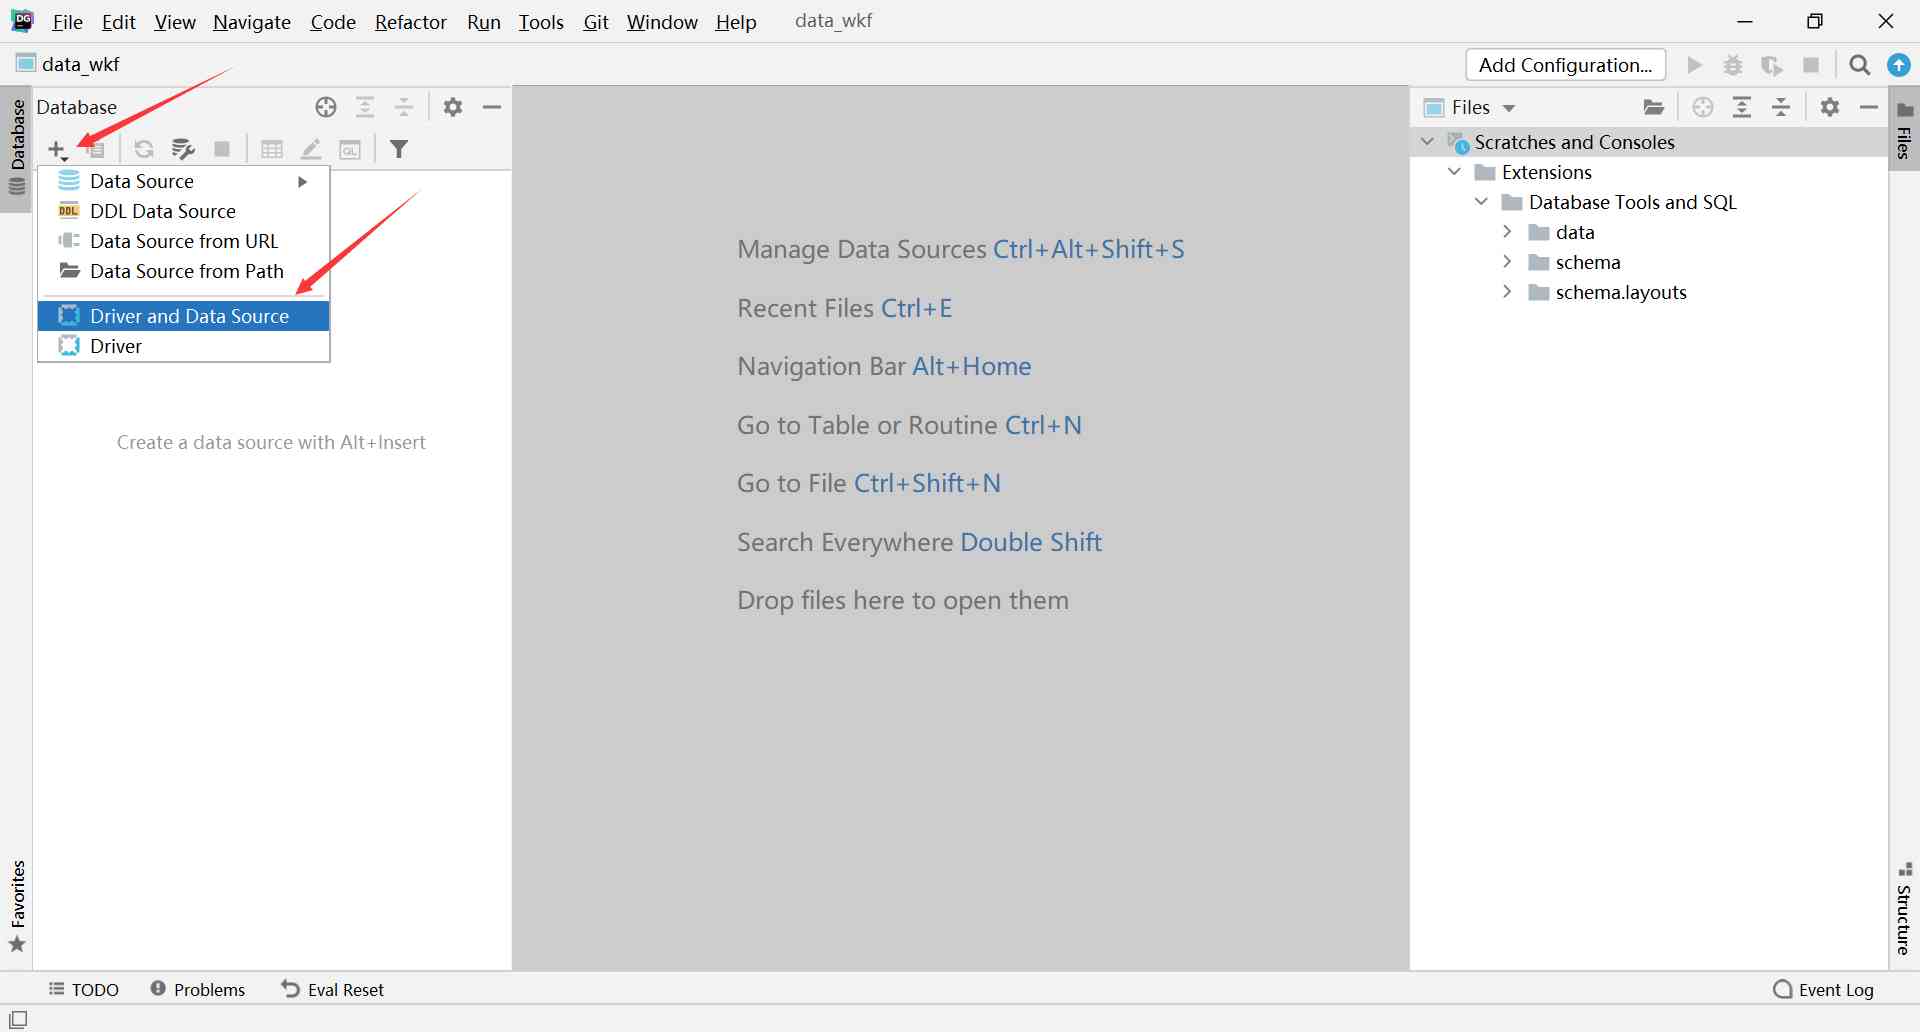 DG File Edit View Navigate Code Refactor Run Tools Git Window Help data_wkf
data_wkf
Add Configuration...
Database
Database
Data Source
DDL DDL Data Source
Data Source from URL
Data Source from Path
Driver and Data Source
Driver
Create a data source with Alt+Insert
QL
Manage Data Sources Ctrl+Alt+Shift+S
Recent Files Ctrl+E
Navigation Bar Alt+Home
Go to Table or Routine Ctrl+N
Go to File Ctrl+Shift+N
Search Everywhere Double Shift
Drop files here to open them
Files
Scratches and Consoles
Extensions
Database Tools and SQL
data
schema
schema.layouts
Files
Favorites
Structure
TODO Problems Eval Reset Event Log